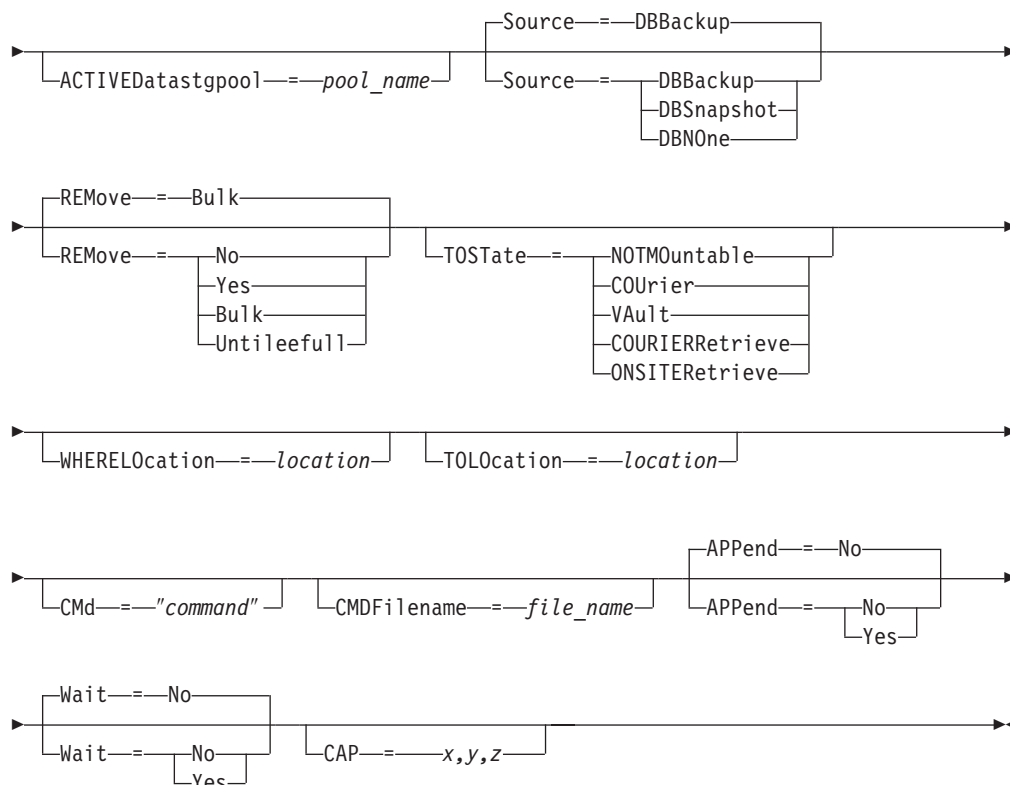 Source = DBBackup
ACTIVEDatastgpool = pool_name
Source = DBBackup
DBSnapshot
DBNOne
REMove = Bulk
REMove = No
Yes
Bulk
Untileefull
TOSTate = NOTMOuntable
COUrier
VAult
COURIERRetrieve
ONSITERetrieve
WHERELOcation = location
TOLOcation = location
CMd = "command"
CMDFilename = file_name
APPend = No
APPend = No
Yes
Wait = No
Wait = No
Yes
CAP = x,y,z